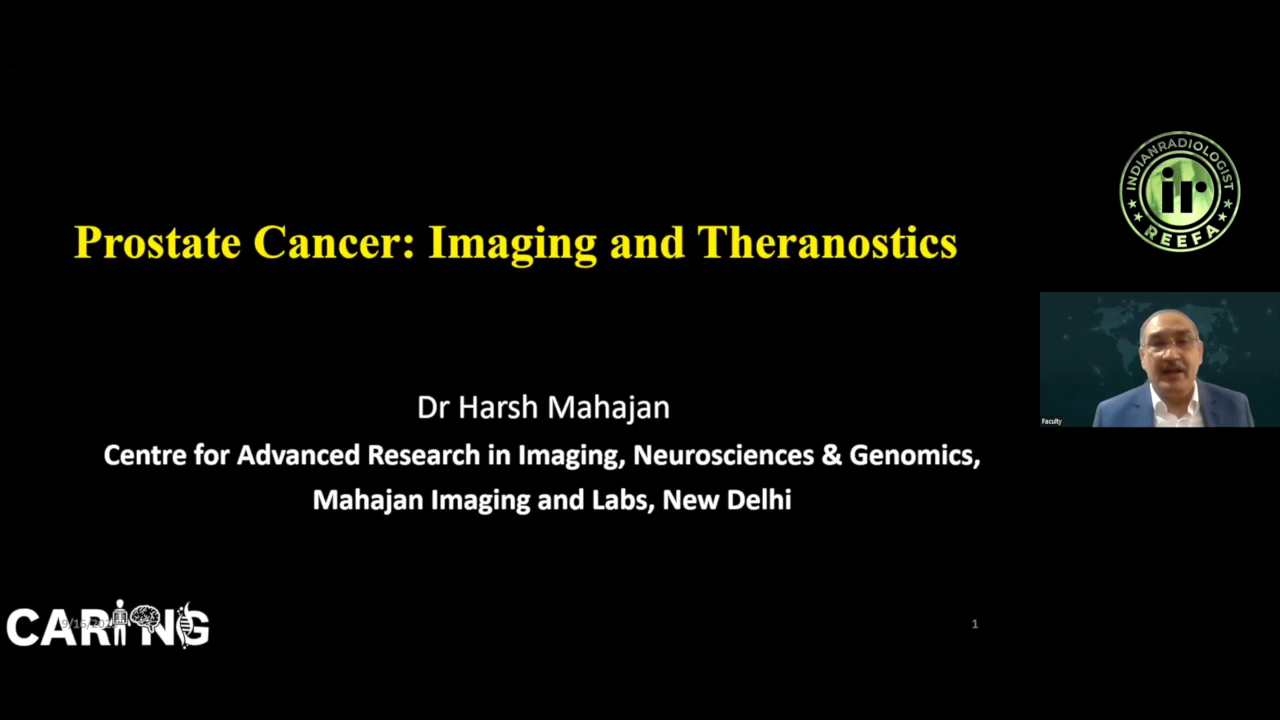 Prostate Cancer: Imaging and Theranostics
INDIANRADIOLOGIST
ir
REEFA
Faculty
Dr Harsh Mahajan
Centre for Advanced Research in Imaging, Neurosciences & Genomics,
Mahajan Imaging and Labs, New Delhi
CARING
1